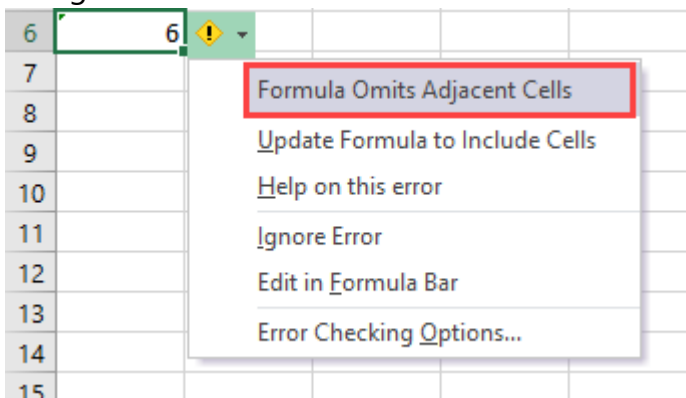 6 6
Formula Omits Adjacent Cells
7
8
Update Formula to Include Cells
9
Help on this error
10
11 Ignore Error
12 Edit in Formula Bar
13
Error Checking Options...
14
15